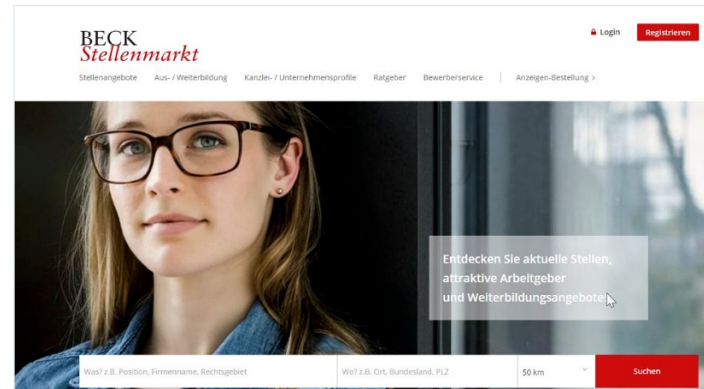 BECK
Stellenmarkt
Login
Registrieren
Stellenangebote Aus- / Weiterbildung Kanzlei- / Unternehmensprofile Ratgeber Bewerberservice Anzeigen-Bestellung >
Entdecken Sie aktuelle Stellen,
attraktive Arbeitgeber
und Weiterbildungsangebote!
Was? z.B. Position, Firmenname, Rechtsgebiet
Wo? z.B. Ort, Bundesland, PLZ
50 km
Suchen